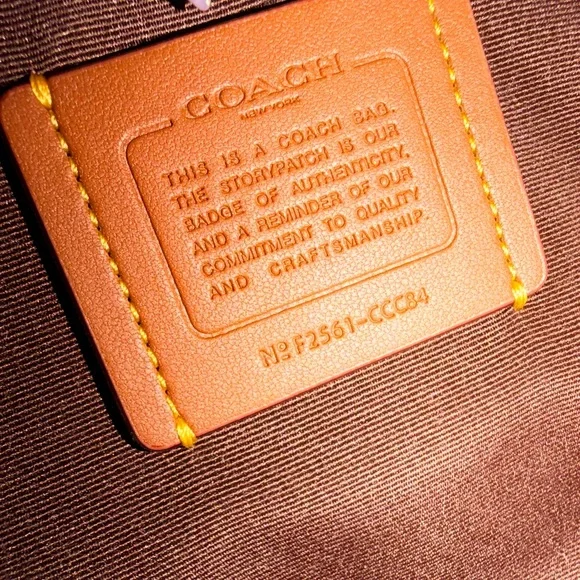 COACH
NEW YORK
THIS IS A COACH BAG.
THE STORYPATCH IS OUR
BADGE OF AUTHENTICITY,
AND A REMINDER OF OUR
COMMITMENT TO QUALITY
AND CRAFTSMANSHIP.
Nº F2561-CCC84